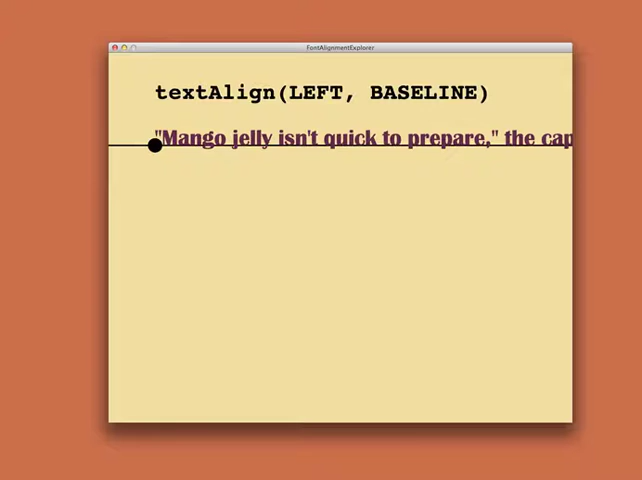 FontAlignmentExplorer
textAlign(LEFT, BASELINE)
"Mango jelly isn't quick to prepare," the cap